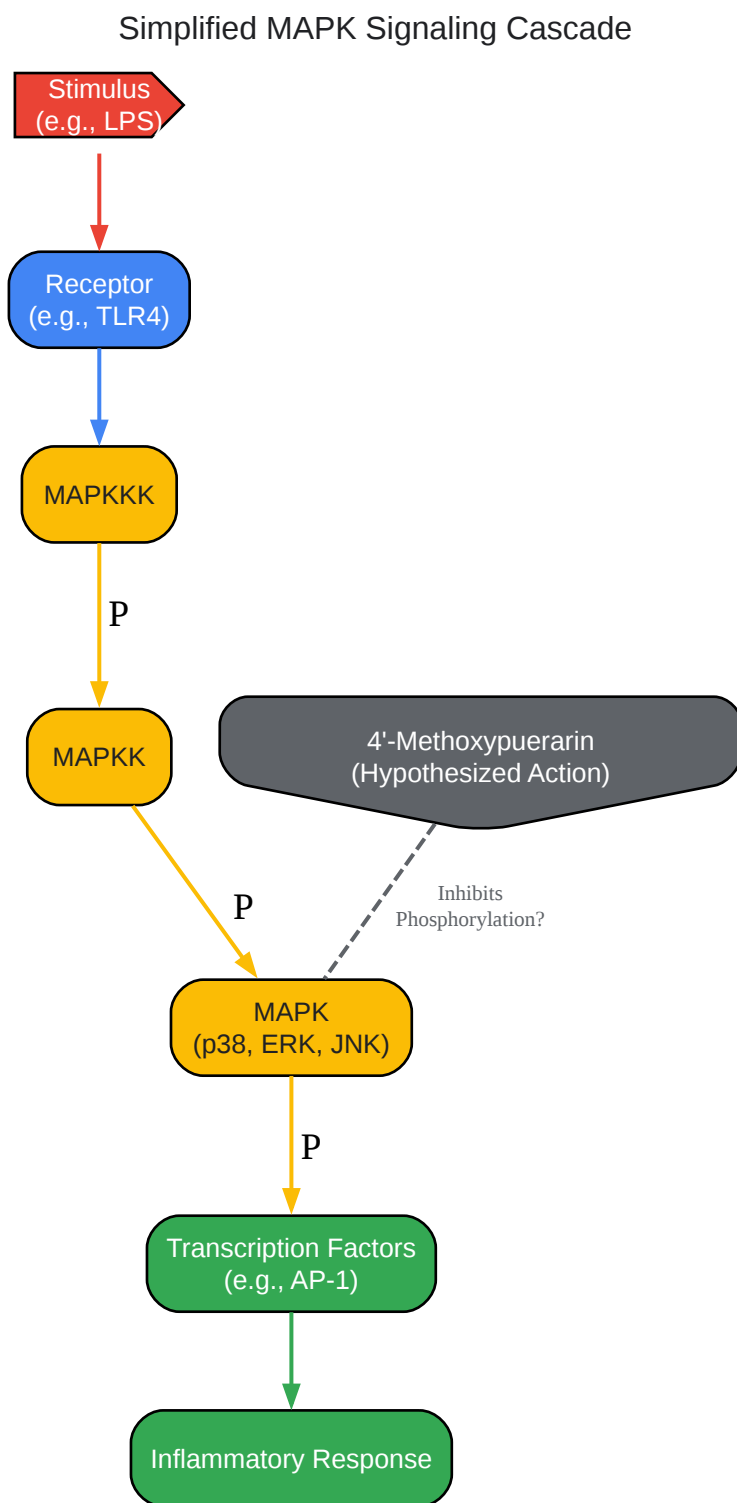 Simplified MAPK Signaling Cascade
Stimulus
(e.g., LPS)
Receptor
(e.g., TLR4)
MAPKKK
P
MAPKK
4'-Methoxypuerarin
(Hypothesized Action)
P
Inhibits
Phosphorylation?
MAPK
(p38, ERK, JNK)
P
Transcription Factors
(e.g., AP-1)
Inflammatory Response